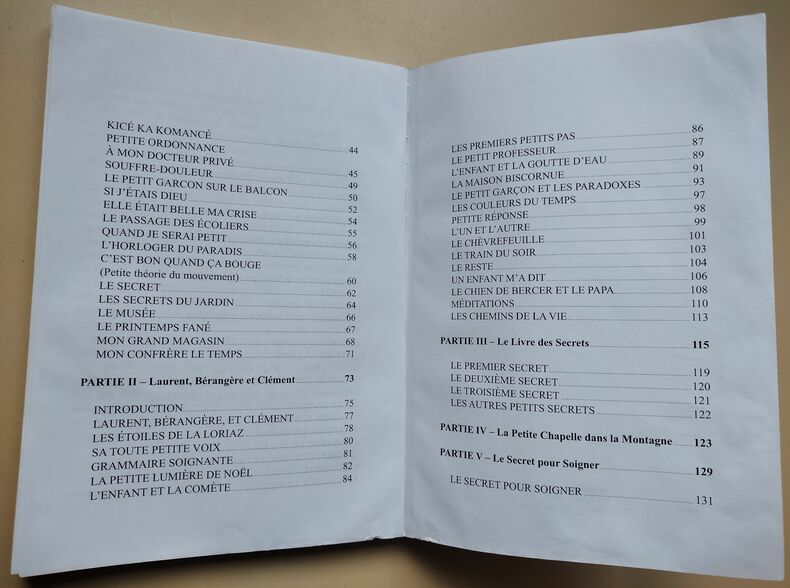 KICÉ KA KOMANCÉ
PETITE ORDONNANCE 44
À MON DOCTEUR PRIVÉ 45
SOUFFRE-DOULEUR 49
LE PETIT GARCON SUR LE BALCON 50
SI J'ÉTAIS DIEU 52
ELLE ÉTAIT BELLE MA CRISE 54
LE PASSAGE DES ÉCOLIERS 55
QUAND JE SERAI PETIT 56
L'HORLOGER DU PARADIS 58
C'EST BON QUAND ÇA BOUGE
(Petite théorie du mouvement) 60
LE SECRET 62
LES SECRETS DU JARDIN 64
LE MUSÉE 66
LE PRINTEMPS FANÉ 67
MON GRAND MAGASIN 68
MON CONFRÈRE LE TEMPS 71
PARTIE II – Laurent, Bérangère et Clément 73
INTRODUCTION 75
LAURENT, BÉRANGÈRE, ET CLÉMENT 77
LES ÉTOILES DE LA LORIAZ 78
SA TOUTE PETITE VOIX 80
GRAMMAIRE SOIGNANTE 81
LA PETITE LUMIÈRE DE NOËL 82
L'ENFANT ET LA COMÈTE 84
LES PREMIERS PETITS PAS 86
LE PETIT PROFESSEUR 87
L'ENFANT ET LA GOUTTE D'EAU 89
LA MAISON BISCORNUE 91
LE PETIT GARÇON ET LES PARADOXES 93
LES COULEURS DU TEMPS 97
PETITE RÉPONSE 98
L'UN ET L'AUTRE 99
LE CHÈVREFEUILLE 101
LE TRAIN DU SOIR 103
LE RESTE 104
UN ENFANT M'A DIT 106
LE CHIEN DE BERCER ET LE PAPA 108
MÉDITATIONS 110
LES CHEMINS DE LA VIE 113
PARTIE III – Le Livre des Secrets 115
LE PREMIER SECRET 119
LE DEUXIÈME SECRET 120
LE TROISIÈME SECRET 121
LES AUTRES PETITS SECRETS 122
PARTIE IV – La Petite Chapelle dans la Montagne 123
PARTIE V – Le Secret pour Soigner 129
LE SECRET POUR SOIGNER 131